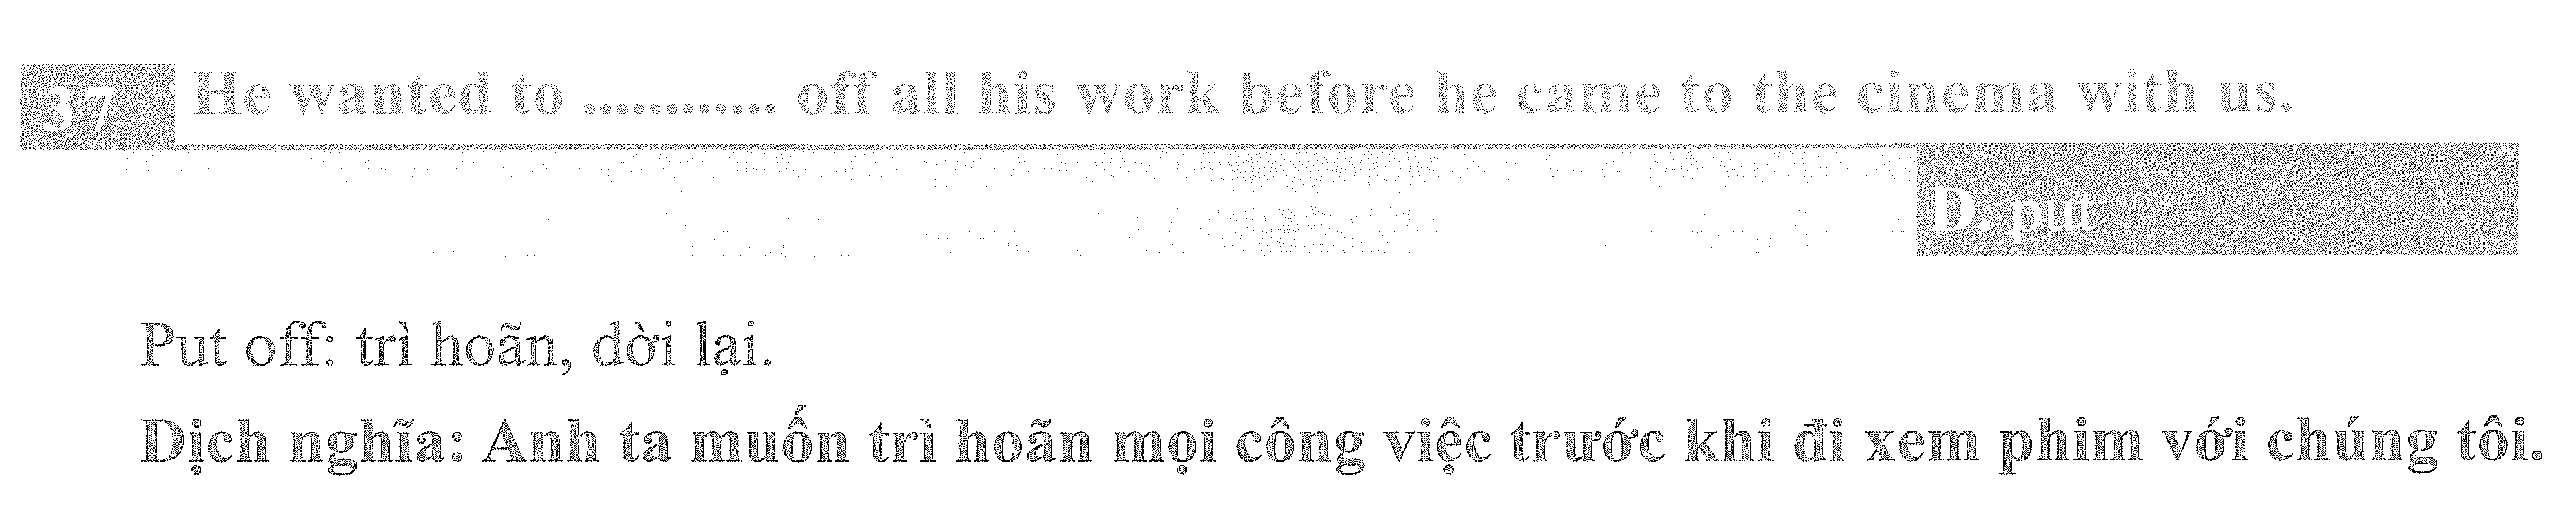 37 He wanted to ............ off all his work before he came to the cinema with us.
D. put
Put off: trì hoãn, dời lại.
Dịch nghĩa: Anh ta muốn trì hoãn mọi công việc trước khi đi xem phim với chúng tôi.